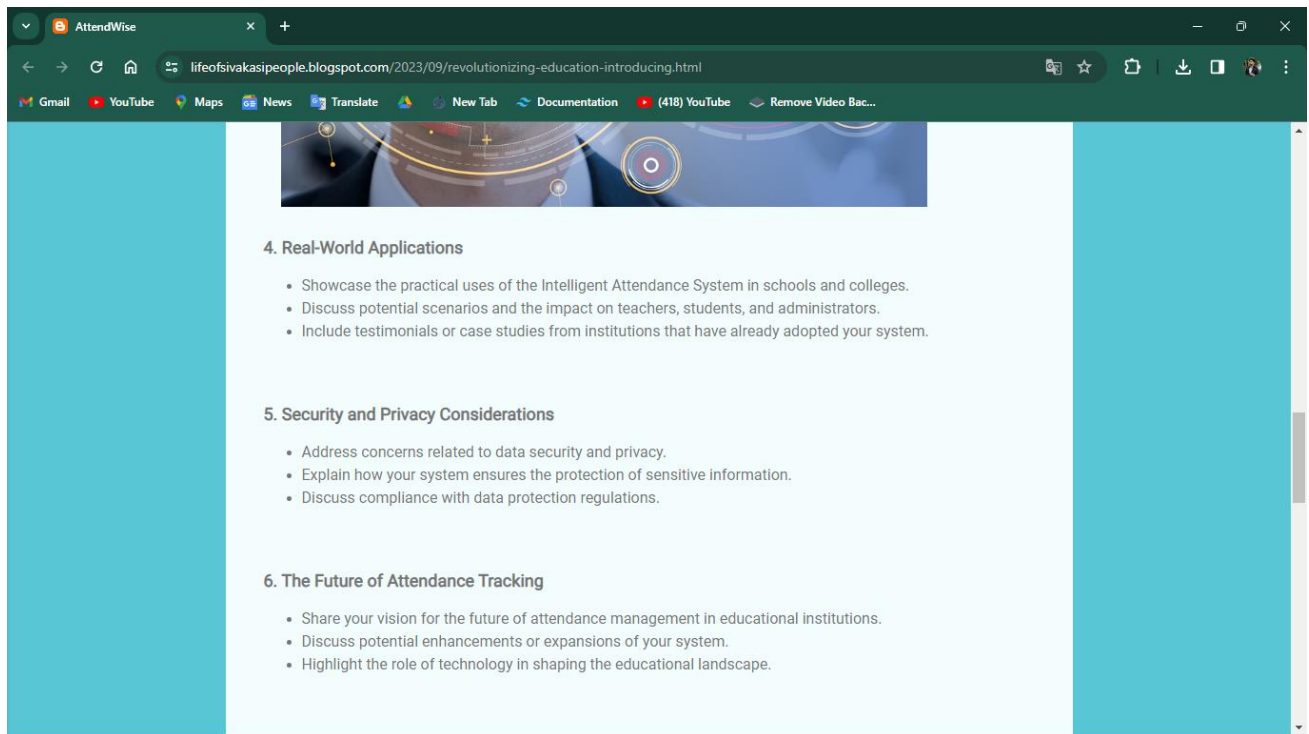 AttendWise
lifeofsivakasipeople.blogspot.com/2023/09/revolutionizing-education-introducing.html
Gmail YouTube Maps News Translate New Tab Documentation (418) YouTube Remove Video Bac...
4. Real-World Applications
• Showcase the practical uses of the Intelligent Attendance System in schools and colleges.
• Discuss potential scenarios and the impact on teachers, students, and administrators.
• Include testimonials or case studies from institutions that have already adopted your system.
5. Security and Privacy Considerations
• Address concerns related to data security and privacy.
• Explain how your system ensures the protection of sensitive information.
• Discuss compliance with data protection regulations.
6. The Future of Attendance Tracking
• Share your vision for the future of attendance management in educational institutions.
• Discuss potential enhancements or expansions of your system.
• Highlight the role of technology in shaping the educational landscape.